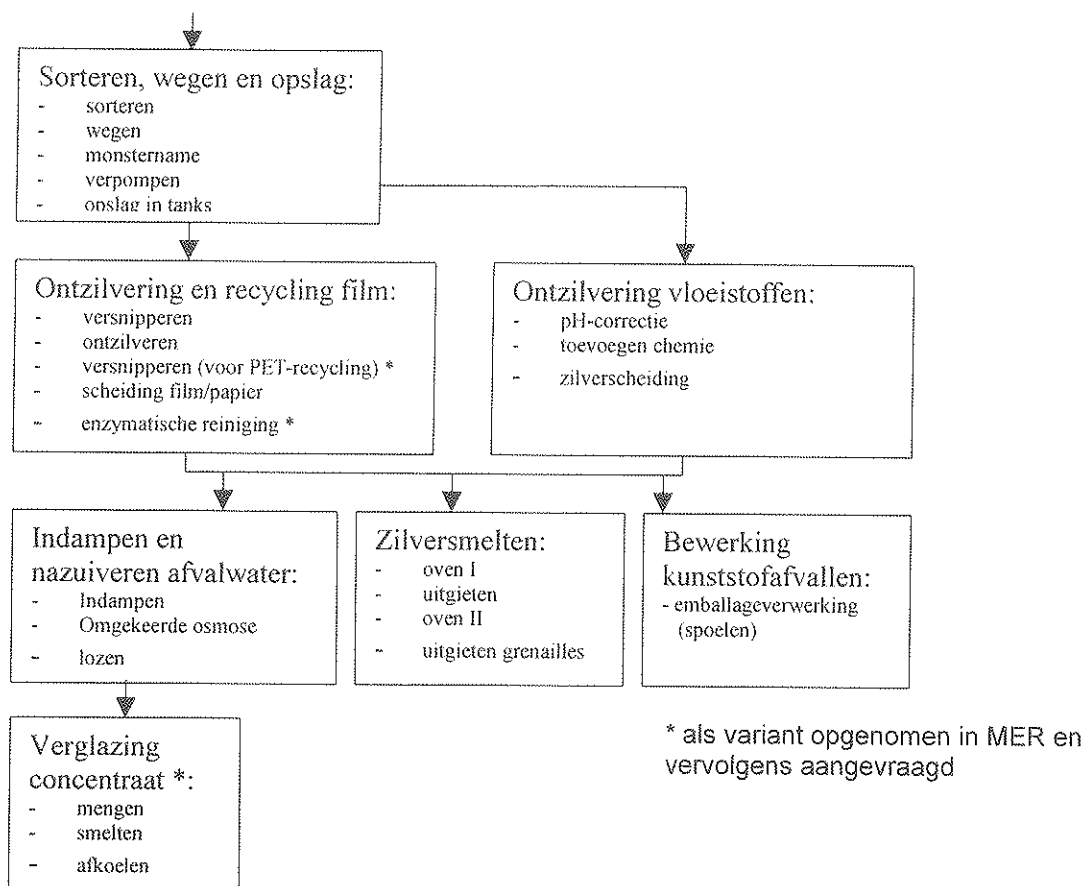 Sorteren, wegen en opslag:
- sorteren
- wegen
- monstername
- verpompen
- opslag in tanks
Ontzilvering en recycling film:
- versnipperen
- ontzilveren
- versnipperen (voor PET-recycling) *
- scheiding film/papier
- enzymatische reiniging *
Ontzilvering vloeistoffen:
- pH-correctie
- toevoegen chemie
- zilverscheiding
Indampen en
nazuiveren afvalwater:
- Indampen
- Omgekeerde osmose
- lozen
Zilversmelten:
- oven I
- uitgieten
- oven II
- uitgieten grenailles
Bewerking
kunststofafvallen:
- emballageverwerking
(spoelen)
Verglazing
concentraat *:
- mengen
- smelten
- afkoelen
* als variant opgenomen in MER en
vervolgens aangevraagd